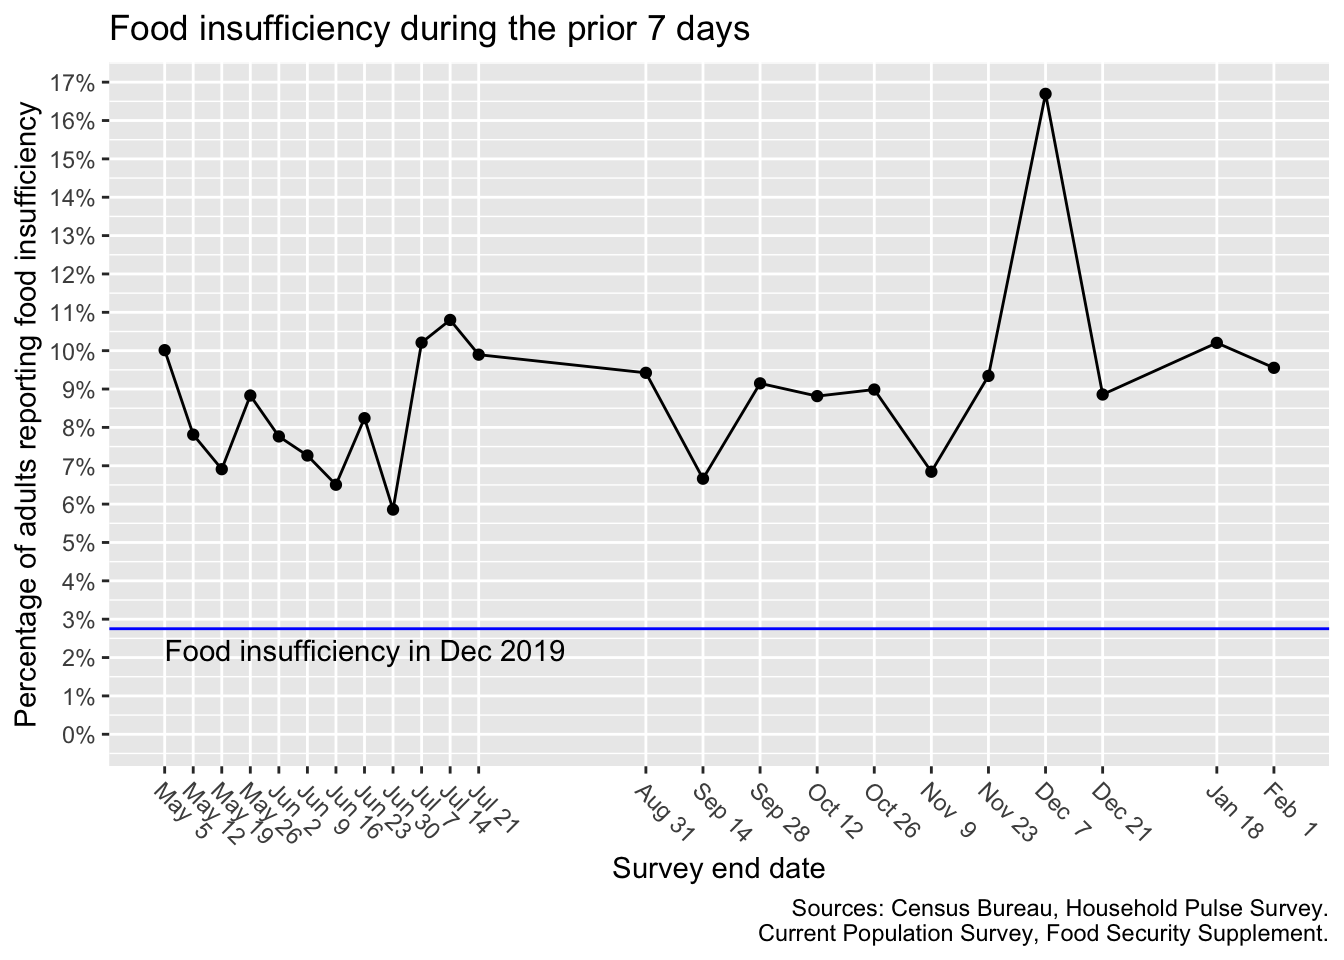 Food insufficiency during the prior 7 days
Percentage of adults reporting food insufficiency
17%
16%
15%
14%
13%
12%
11%
10%
9%
8%
7%
6%
5%
4%
3%
2%
1%
0%
Food insufficiency in Dec 2019
May 5
May 12
May 19
May 26
Jun 2
Jun 9
Jun 16
Jun 23
Jun 30
Jul 7
Jul 14
Jul 21
Aug 31
Sep 14
Sep 28
Oct 12
Oct 26
Nov 9
Nov 23
Dec 7
Dec 21
Jan 18
Feb 1
Survey end date
Sources: Census Bureau, Household Pulse Survey.
Current Population Survey, Food Security Supplement.